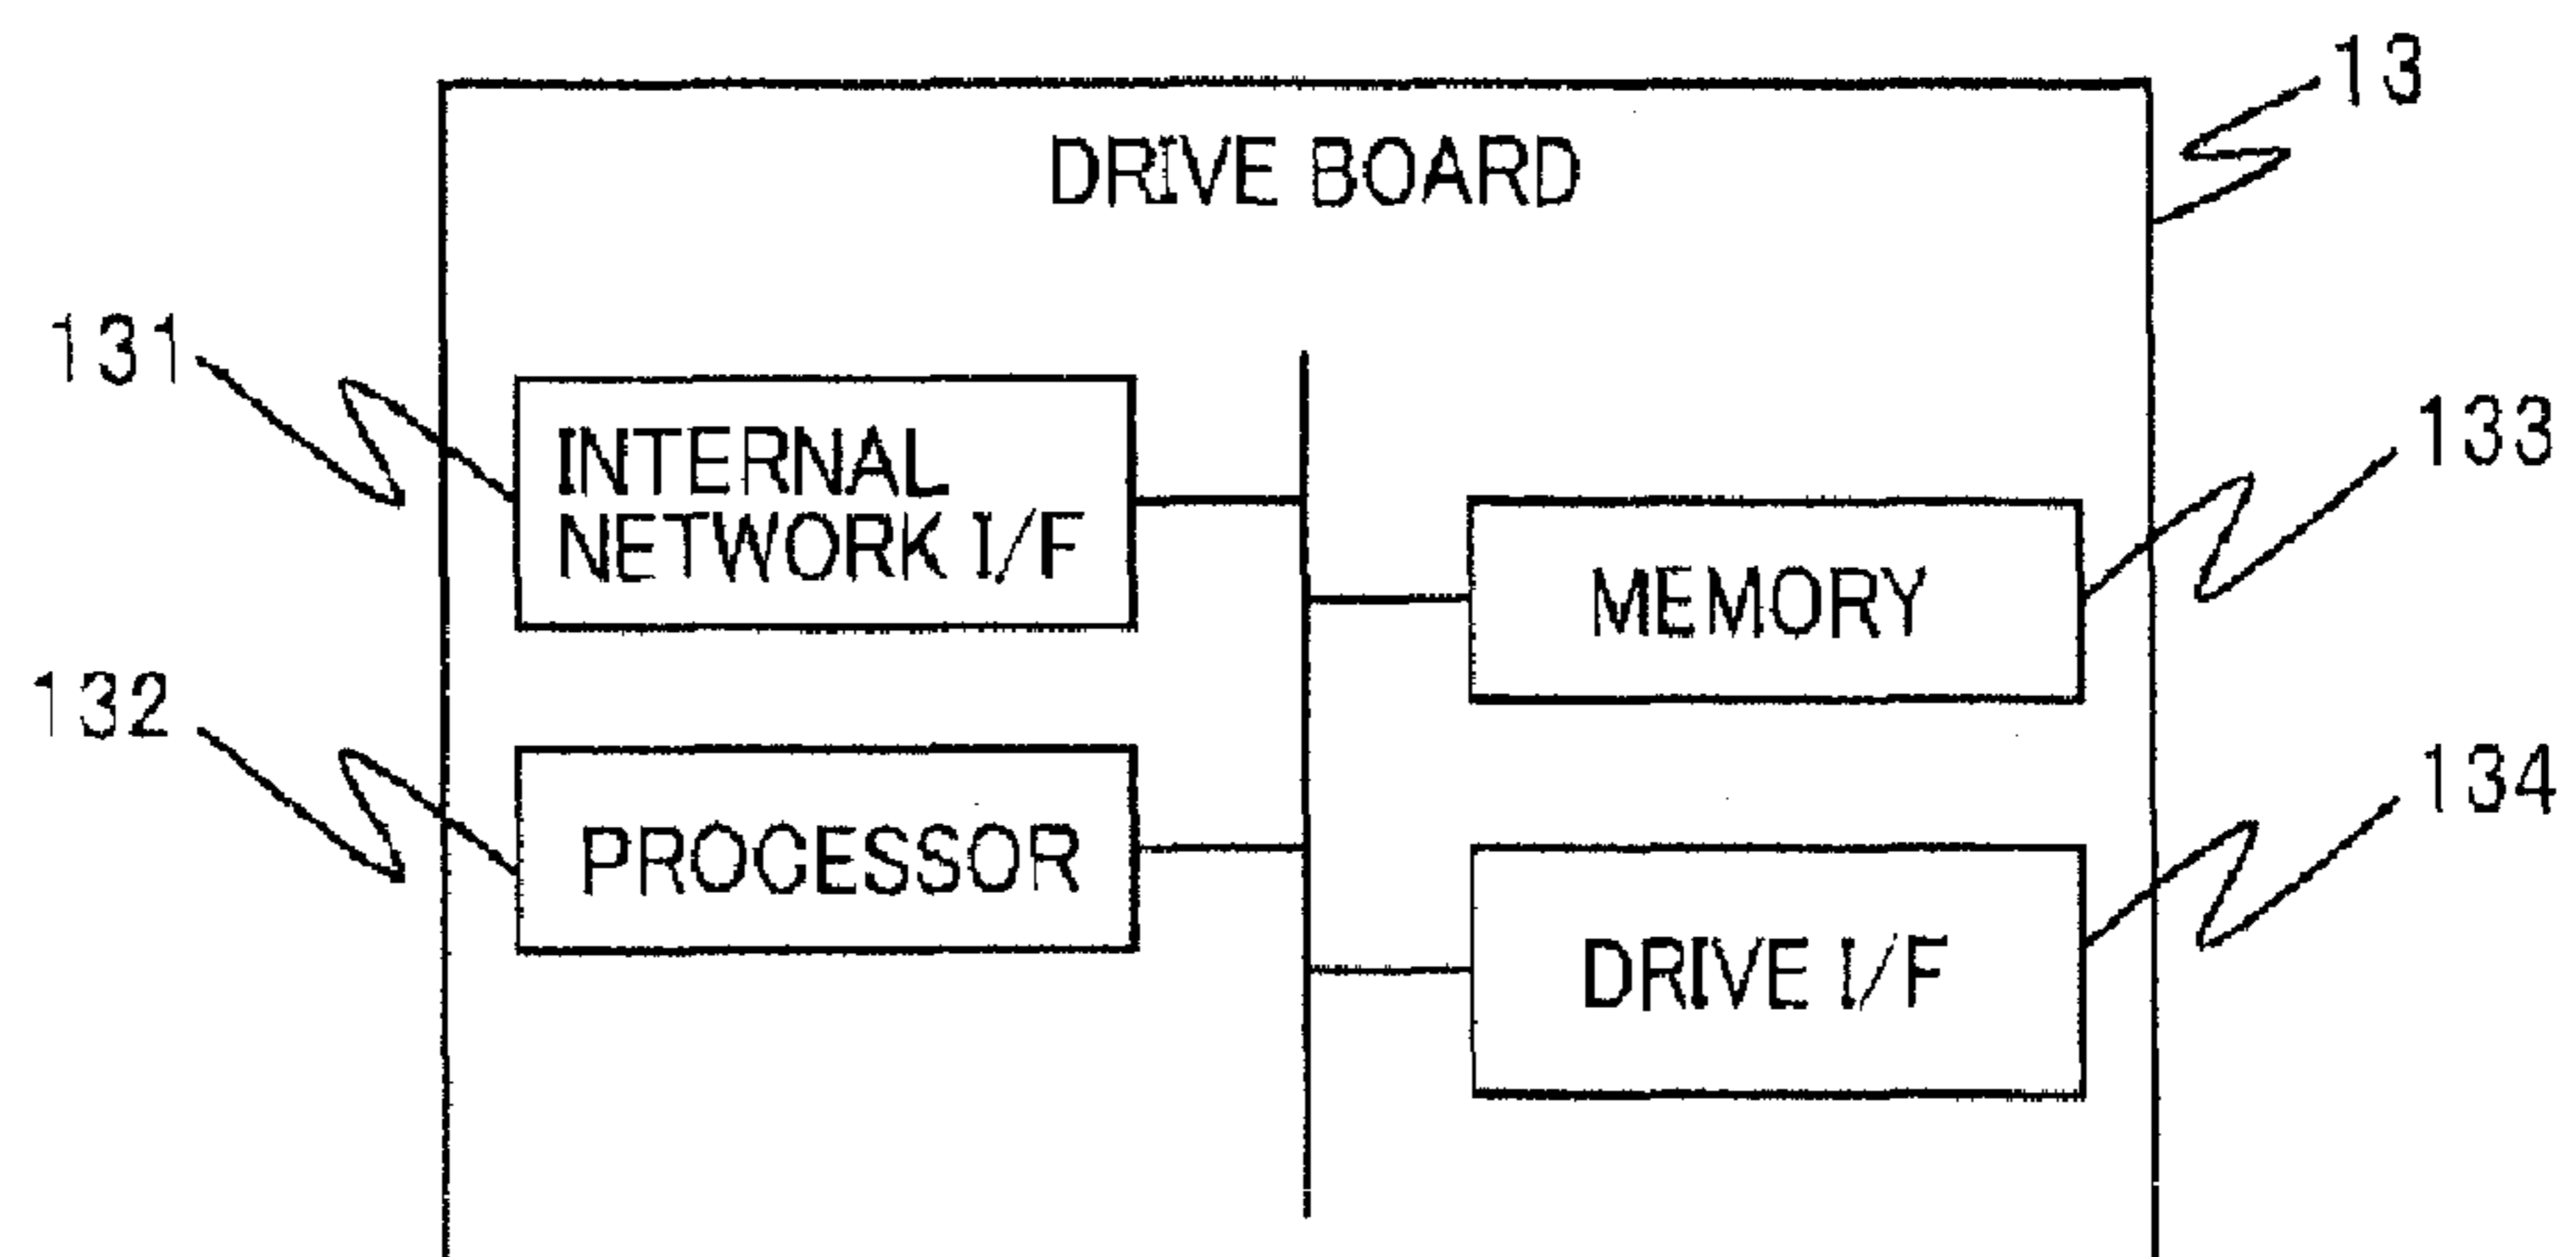 13
DRIVE BOARD
131
INTERNAL
NETWORK I/F
133
MEMORY
132
PROCESSOR
134
DRIVE I/F